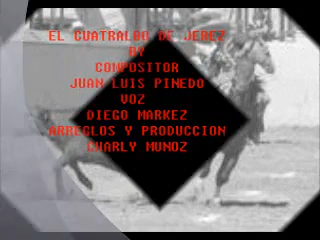 EL CUATRALBO DE JEREZ
BY
COMPOSITOR
JUAN LUIS PINEDO
VOZ
DIEGO MARKEZ
ARREGLOS Y PRODUCCION
CHARLY MUNOZ